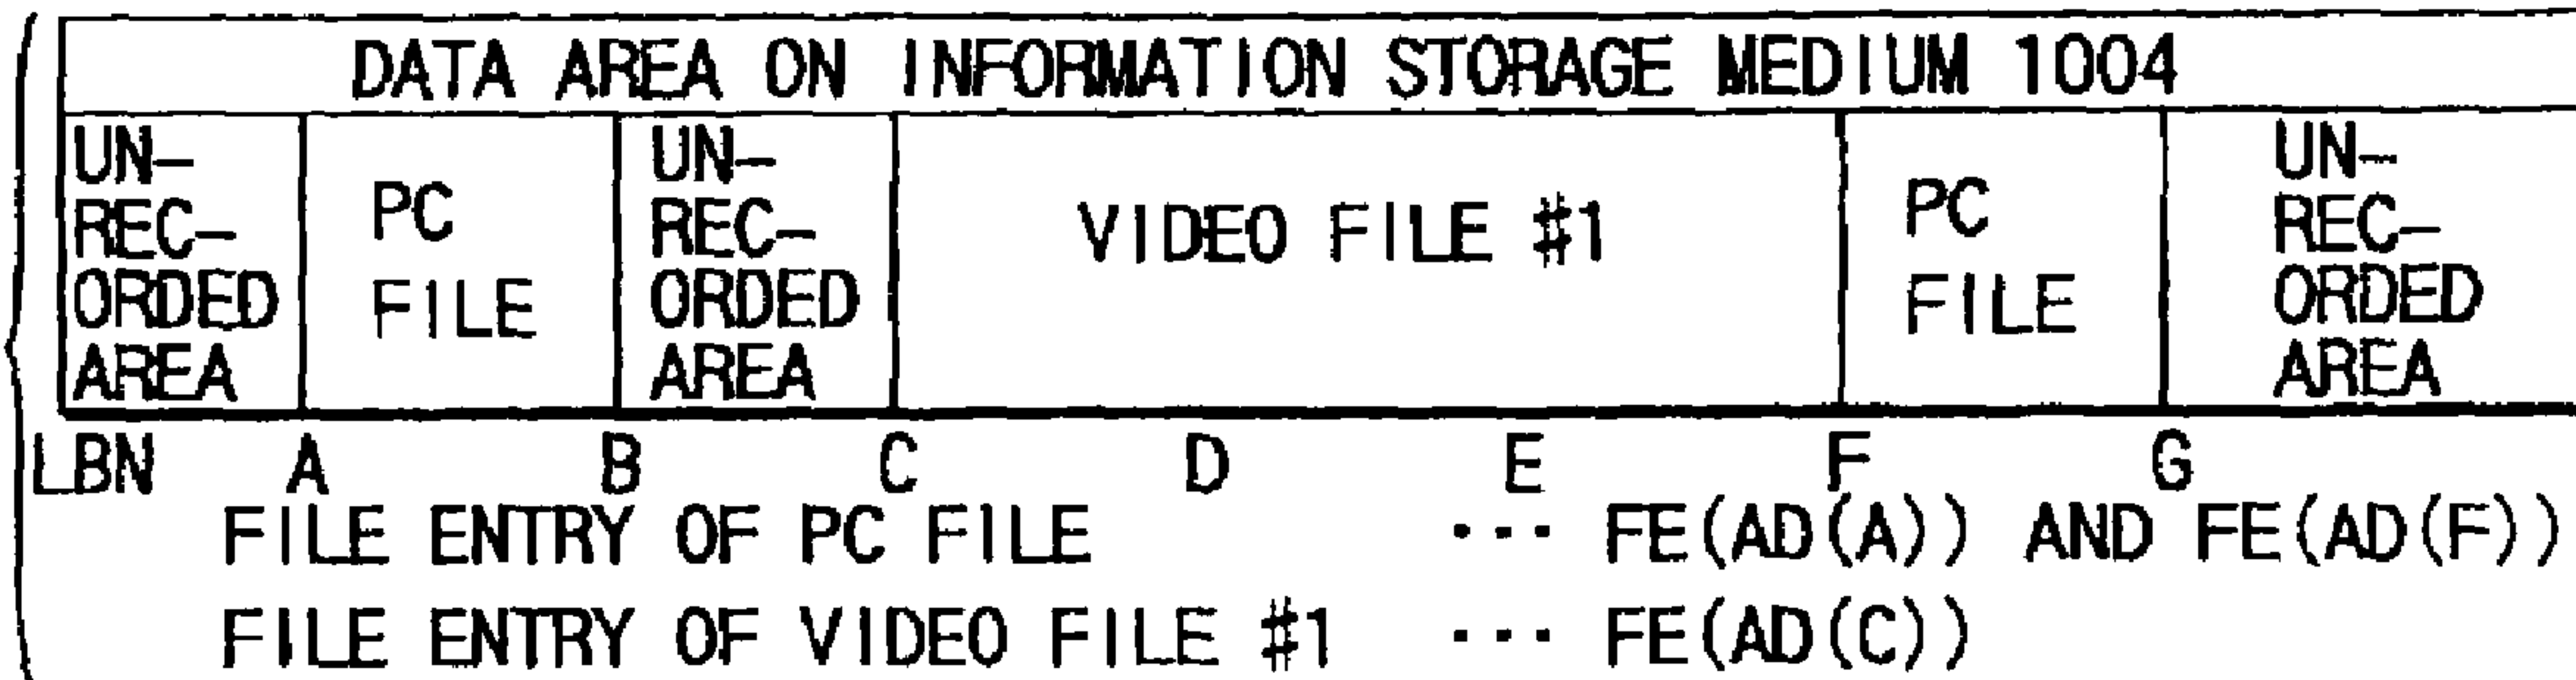 DATA AREA ON INFORMATION STORAGE MEDIUM 1004
UN-
REC-
ORDED
AREA
PC
FILE
UN-
REC-
ORDED
AREA
VIDEO FILE #1
PC
FILE
UN-
REC-
ORDED
AREA
LBN A B C D E F G
FILE ENTRY OF PC FILE ··· FE(AD(A)) AND FE(AD(F))
FILE ENTRY OF VIDEO FILE #1 ··· FE(AD(C))